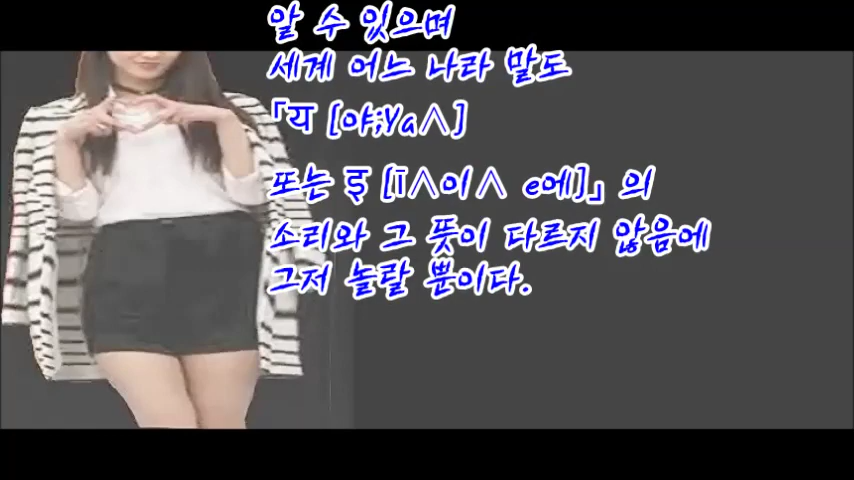 알 수 있으며
세계 어느 나라 말도
「य [야;Ya∧]
또는 इ [ī∧이∧ e에]」 의
소리와 그 뜻이 다르지 않음에
그저 놀랄 뿐이다.